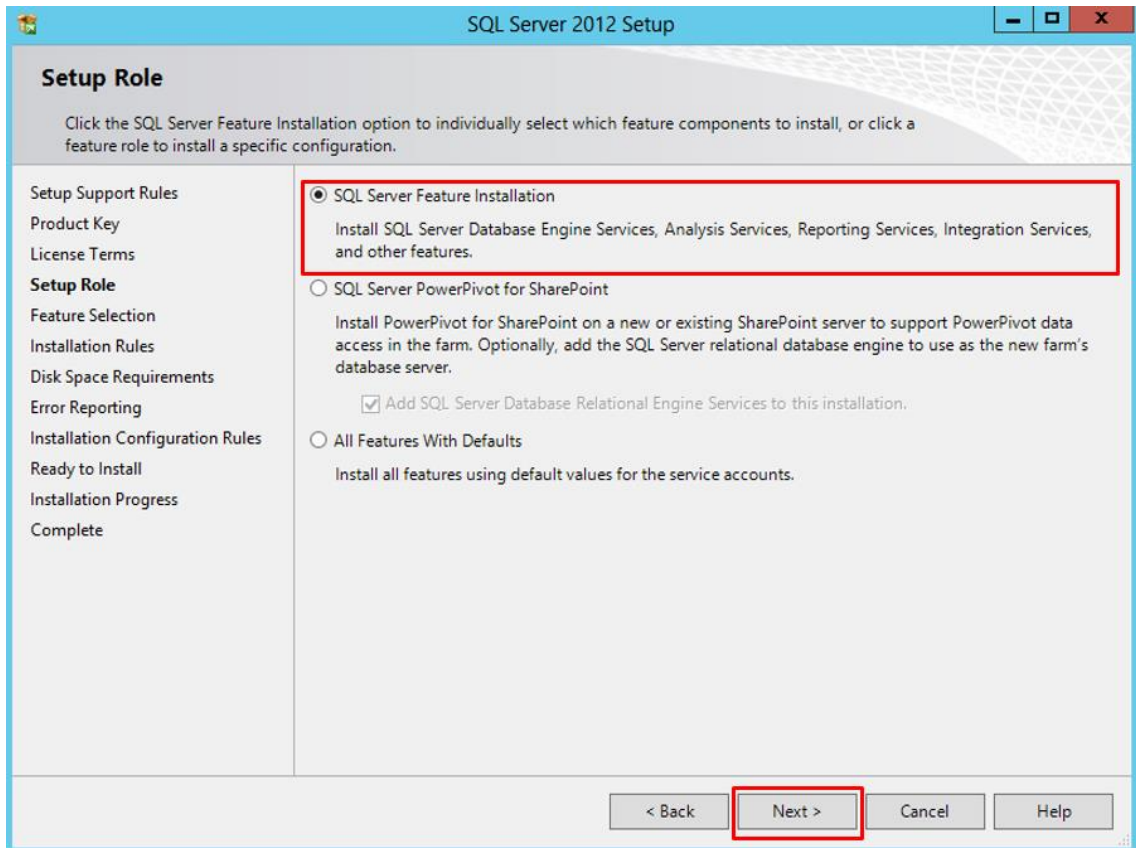 SQL Server 2012 Setup
Setup Role
Click the SQL Server Feature Installation option to individually select which feature components to install, or click a
feature role to install a specific configuration.
Setup Support Rules
Product Key
License Terms
Setup Role
Feature Selection
Installation Rules
Disk Space Requirements
Error Reporting
Installation Configuration Rules
Ready to Install
Installation Progress
Complete
SQL Server Feature Installation
Install SQL Server Database Engine Services, Analysis Services, Reporting Services, Integration Services,
and other features.
SQL Server PowerPivot for SharePoint
Install PowerPivot for SharePoint on a new or existing SharePoint server to support PowerPivot data
access in the farm. Optionally, add the SQL Server relational database engine to use as the new farm's
database server.
Add SQL Server Database Relational Engine Services to this installation.
All Features With Defaults
Install all features using default values for the service accounts.
< Back
Next >
Cancel
Help